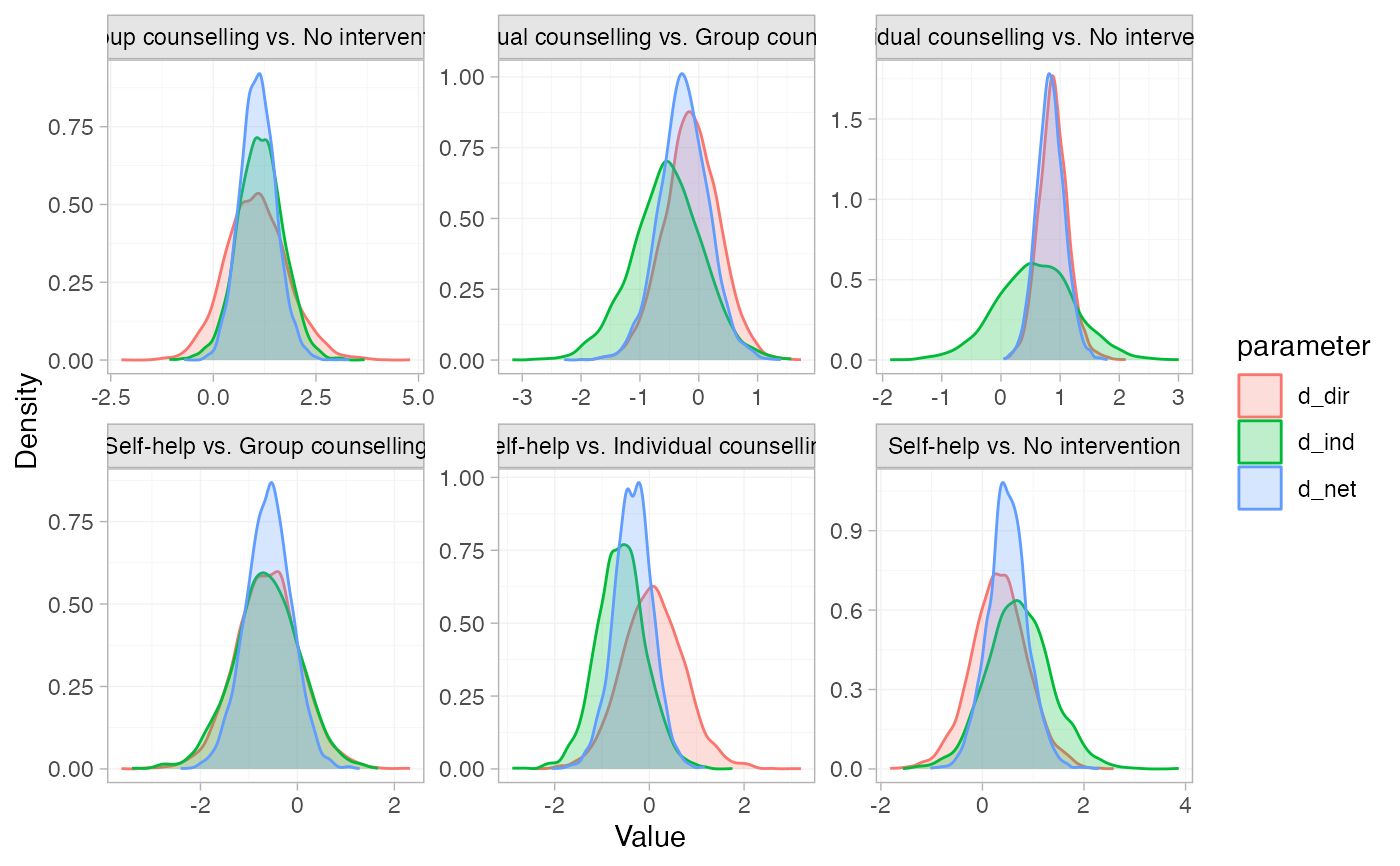 oup counselling vs. No intervent
ual counselling vs. Group coun
idual counselling vs. No interve
0.75
0.50
0.25
0.00
-2.5 0.0 2.5 5.0
1.00
0.75
0.50
0.25
0.00
-3 -2 -1 0 1
1.5
1.0
0.5
0.0
-2 -1 0 1 2 3
Self-help vs. Group counselling
elf-help vs. Individual counsellin
Self-help vs. No intervention
0.75
0.50
0.25
0.00
-2 0 2
1.00
0.75
0.50
0.25
0.00
-2 0 2
0.9
0.6
0.3
0.0
-2 0 2 4
Density
Value
parameter
d_dir
d_ind
d_net